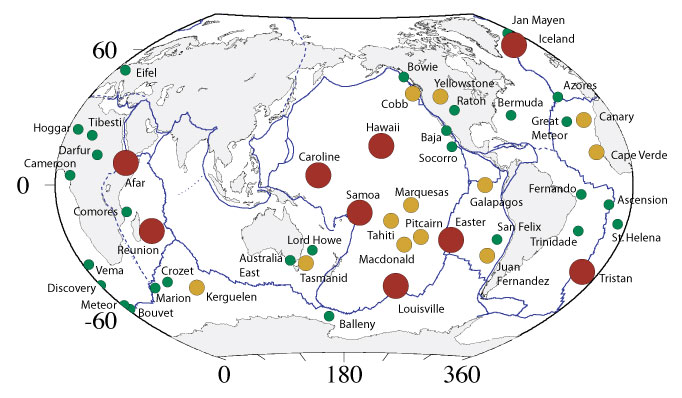 Jan Mayen
Iceland
60
Eifel
Bowie
Yellowstone
Azores
Cobb
Ratoh
Bermuda
Hoggar
Tibesti
Great
Meteor
Canary
Hawaii
Baja
Darfur
Socorro
Cape Verde
Cameroon
Caroline
0
Afar
Samoa
Marquesas
Galapagos
Fernando
Ascension
Comores
Pitcairn
Easter
San Felix
Tahiti
St. Helena
Reunion
Lord Howe
Trinidade
Australia
East
Macdonald
Vema
Crozet
Tasmanid
Juan
Fernandez
Tristan
Discovery
Marion
Kerguelen
Meteor
Bouvet
Louisville
-60
Balleny
0
180
360